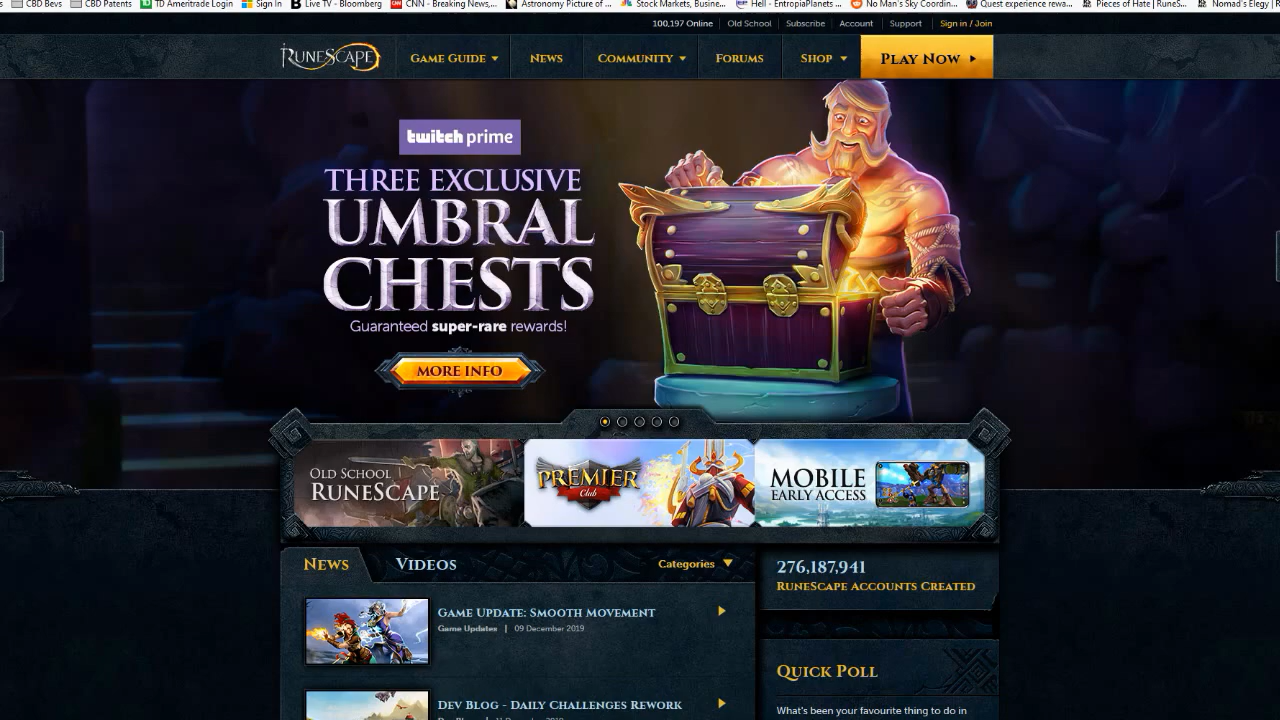 CBD Bevs CBD Patents TD Ameritrade Login Sign In Live TV - Bloomberg CNN - Breaking News,... Astronomy Picture of ... Stock Markets, Busine... Hell - EntropiaPlanets ... No Man's Sky Coordin... Quest experience rewa... Pieces of Hate | RuneS... Nomad's Elegy |
100,197 Online Old School Subscribe Account Support Sign in / Join
RuneScape Game Guide News Community Forums Shop Play Now
twitch prime
THREE EXCLUSIVE
UMBRAL
CHESTS
Guaranteed super-rare rewards!
MORE INFO
OLD SCHOOL
RUNESCAPE
PREMIER
Club
MOBILE
EARLY ACCESS
News Videos Categories
276,187,941
RuneScape Accounts Created
Game Update: Smooth Movement
Game Updates | 09 December 2019
Quick Poll
Dev Blog - Daily Challenges Rework
What's been your favourite thing to do in